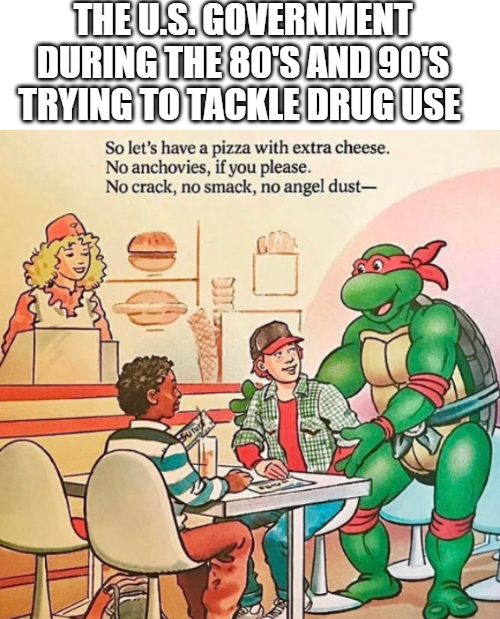 THE U.S. GOVERNMENT
DURING THE 80'S AND 90'S
TRYING TO TACKLE DRUG USE
So let's have a pizza with extra cheese.
No anchovies, if you please.
No crack, no smack, no angel dust—